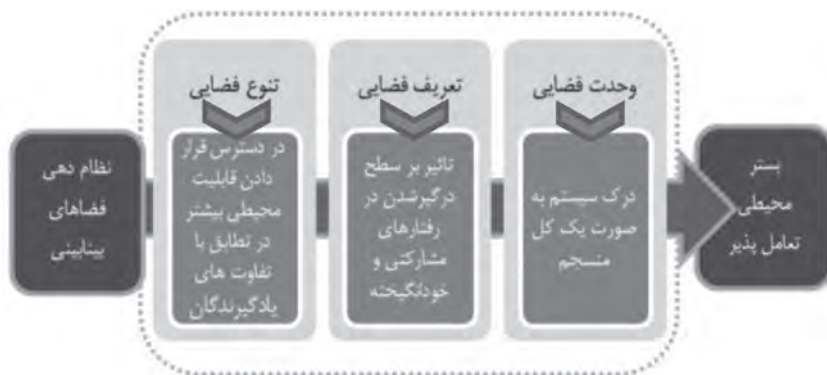 نظام دهی
فضاهای
بینابینی
تنوع فضایی
در دسترس قرار
دادن قابلیت
محیطی بیشتر
در تطابق با
تفاوت های
یادگیرندگان
تعریف فضایی
تاثیر بر سطح
درگیرشدن در
رفتارهای
مشارکتی و
خودانگیخته
وحدت فضایی
درک سیستم به
صورت یک کل
منسجم
بستر
محیطی
تعامل پذیر